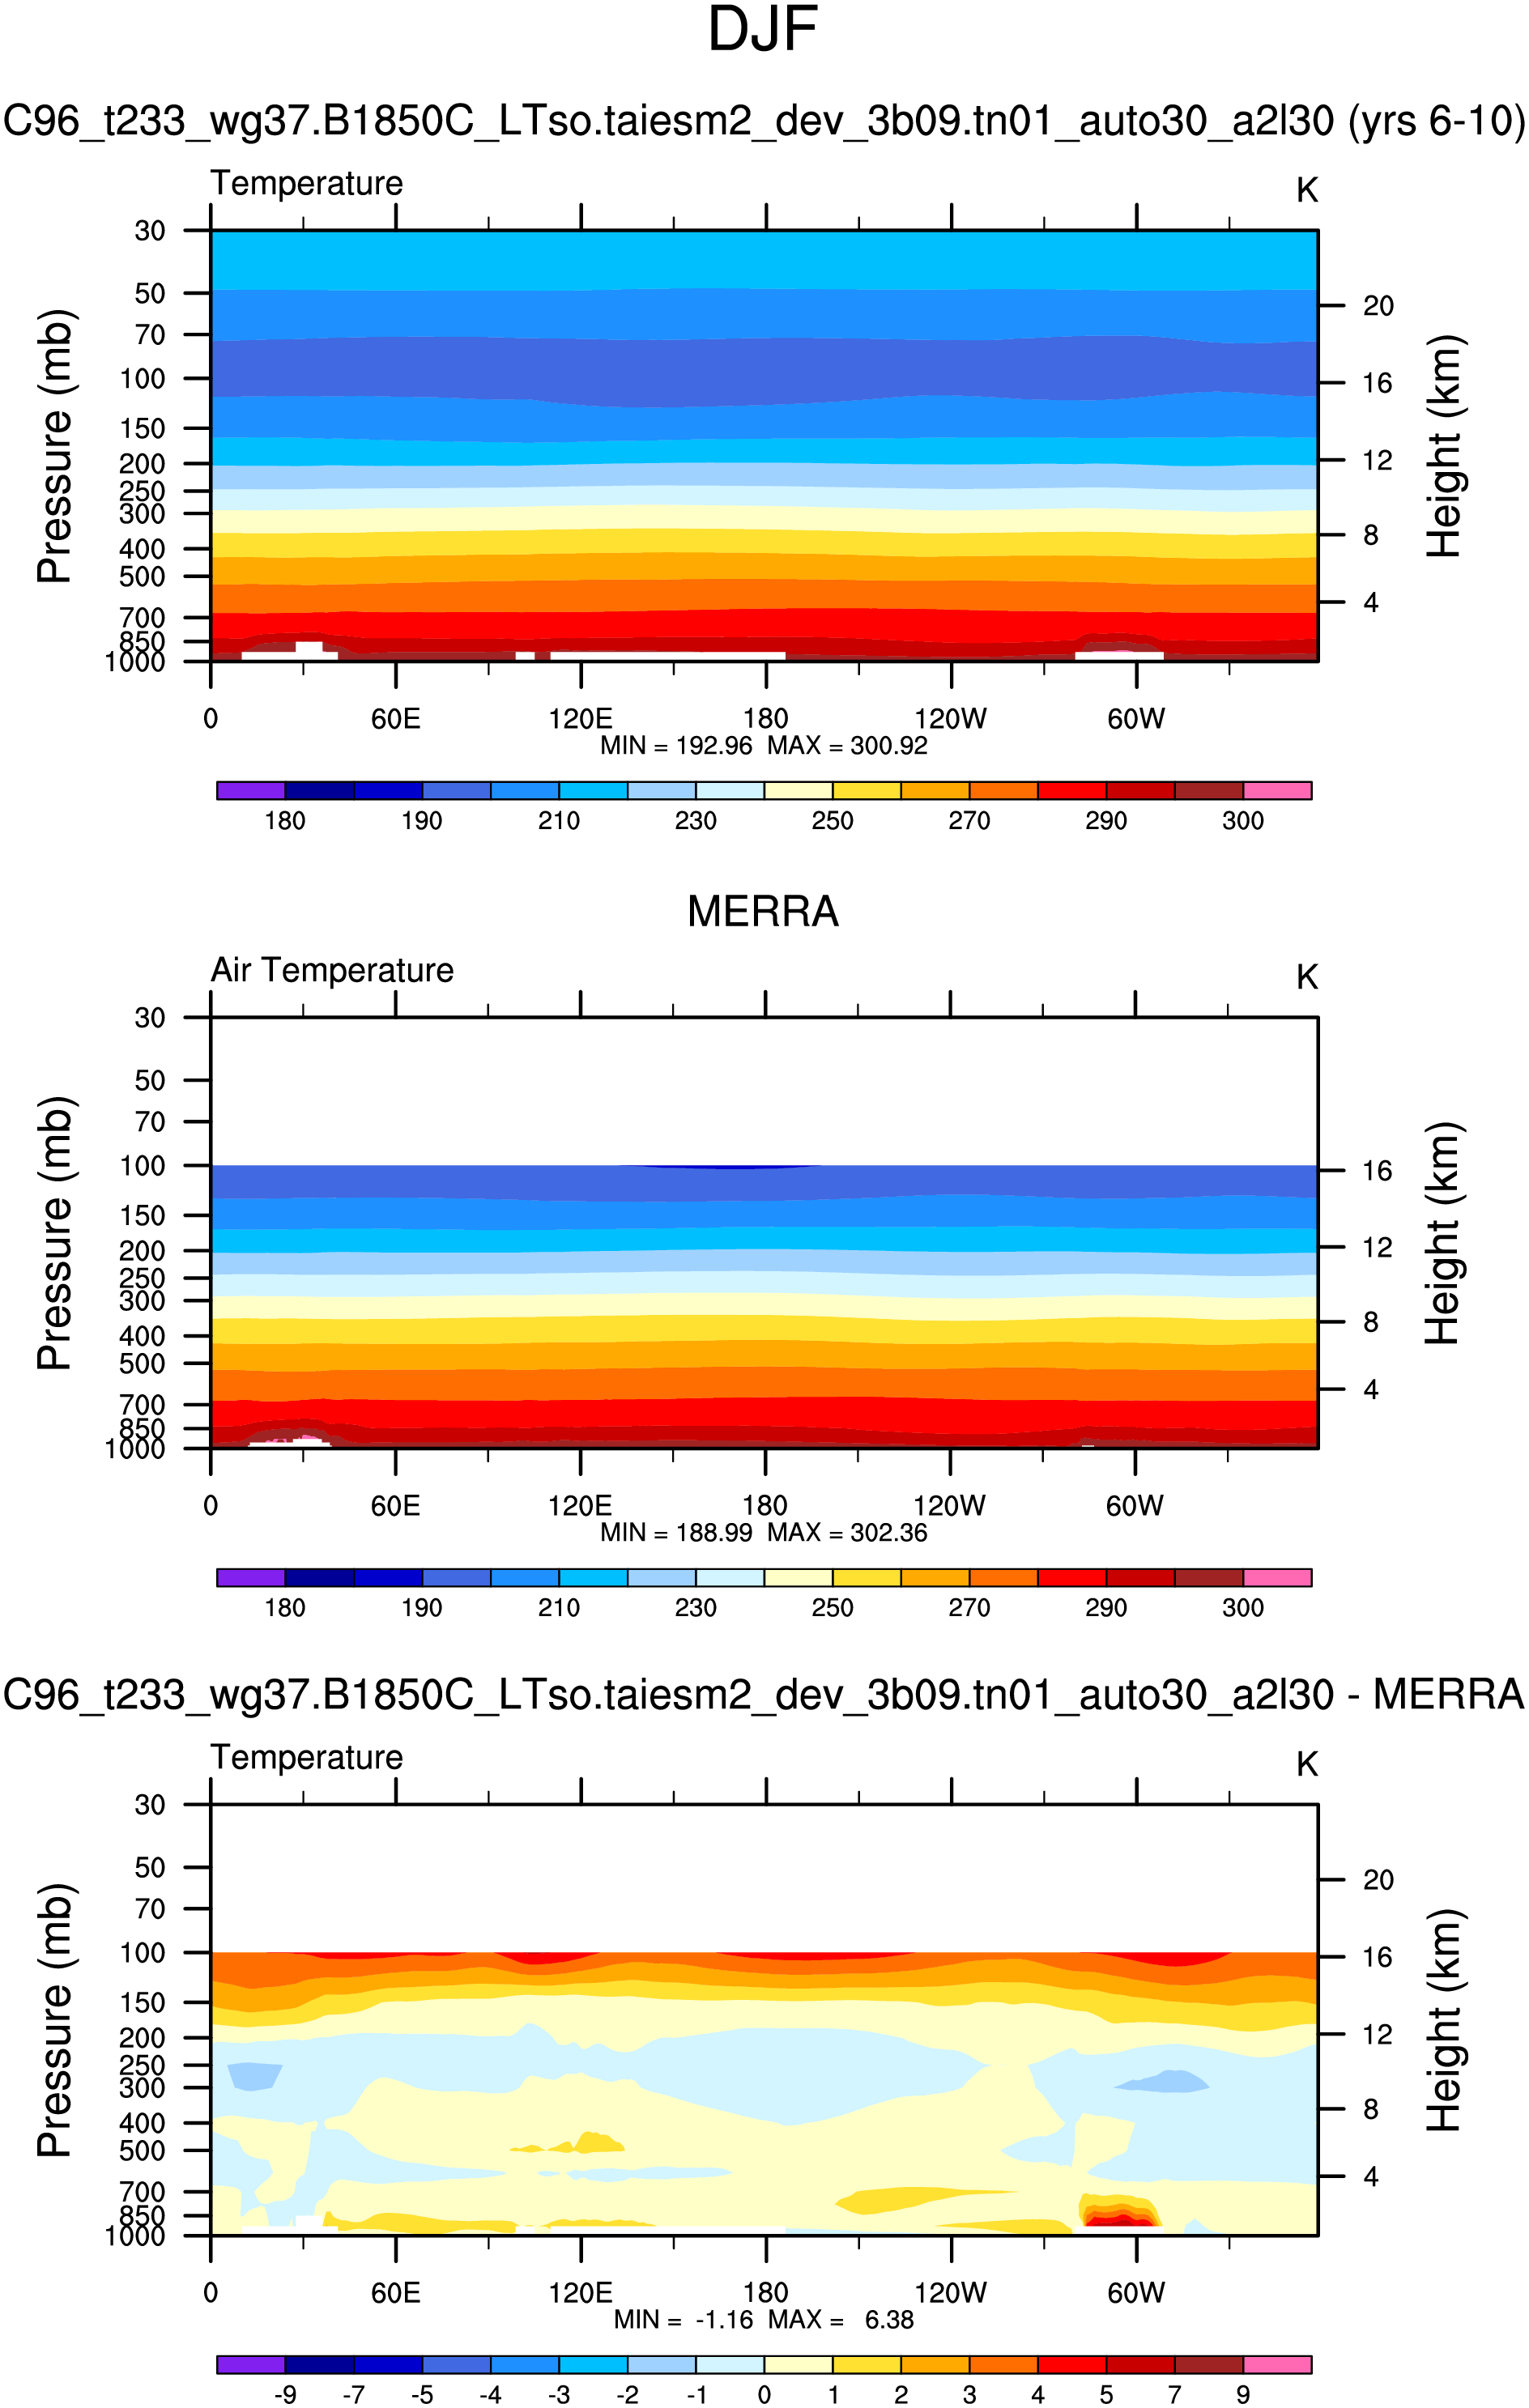 DJF
C96_t233_wg37.B1850C_LTso.taiesm2_dev_3b09.tn01_auto30_a2l30 (yrs 6-10)
Temperature K
30
50
70
100
150
200
250
300
400
500
700
850
1000
Pressure (mb)
20
16
12
8
4
Height (km)
0 60E 120E 180 120W 60W
MIN = 192.96 MAX = 300.92
180 190 210 230 250 270 290 300
MERRA
Air Temperature K
30
50
70
100
150
200
250
300
400
500
700
850
1000
Pressure (mb)
16
12
8
4
Height (km)
0 60E 120E 180 120W 60W
MIN = 188.99 MAX = 302.36
180 190 210 230 250 270 290 300
C96_t233_wg37.B1850C_LTso.taiesm2_dev_3b09.tn01_auto30_a2l30 - MERRA
Temperature K
30
50
70
100
150
200
250
300
400
500
700
850
1000
Pressure (mb)
20
16
12
8
4
Height (km)
0 60E 120E 180 120W 60W
MIN = -1.16 MAX = 6.38
-9 -7 -5 -4 -3 -2 -1 0 1 2 3 4 5 7 9